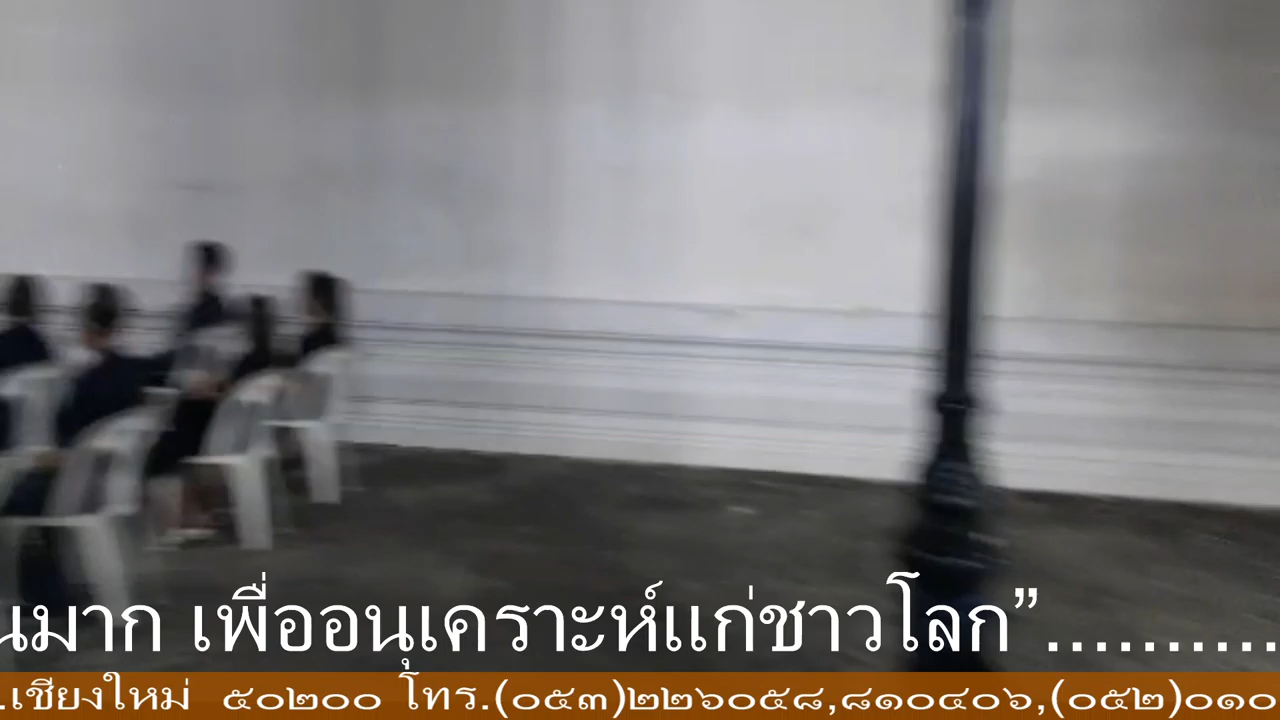 นมาก เพื่ออนุเคราะห์แก่ชาวโลก”..........
.เชียงใหม่ ๕๐๒๐๐ โทร.(๐๕๓)๒๒๖๐๕๘,๘๑๐๔๐๖,(๐๕๒)๐๑๐